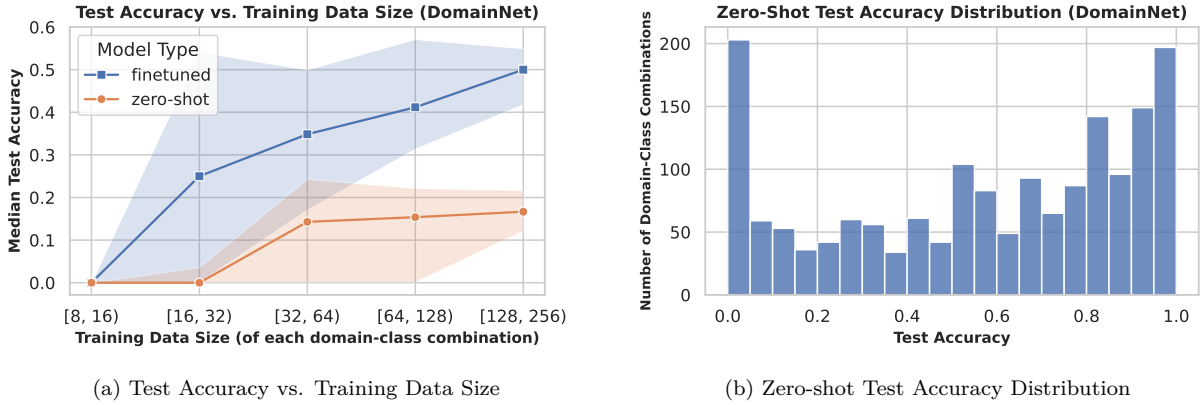 Test Accuracy vs. Training Data Size (DomainNet)
Median Test Accuracy
0.6
0.5
0.4
0.3
0.2
0.1
0.0
Model Type
finetuned
zero-shot
[8, 16)
[16, 32)
[32, 64)
[64, 128)
[128, 256)
Training Data Size (of each domain-class combination)
(a) Test Accuracy vs. Training Data Size
Zero-Shot Test Accuracy Distribution (DomainNet)
Number of Domain-Class Combinations
200
150
100
50
0
0.0
0.2
0.4
0.6
0.8
1.0
Test Accuracy
(b) Zero-shot Test Accuracy Distribution